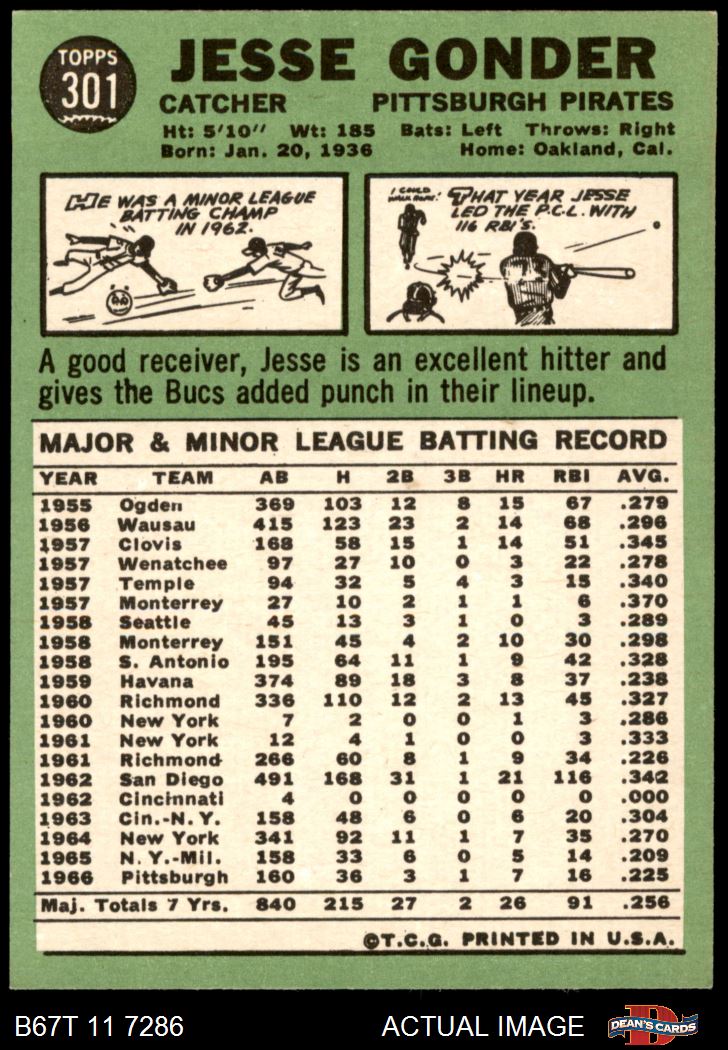 TOPPS
301
JESSE GONDER
CATCHER PITTSBURGH PIRATES
Ht: 5'10" Wt: 185 Bats: Left Throws: Right
Born: Jan. 20, 1936 Home: Oakland, Cal.
HE WAS A MINOR LEAGUE
BATTING CHAMP
IN 1962.
I COULD
WALK HOME!
THAT YEAR JESSE
LED THE P.C.L. WITH
116 RBI'S.
A good receiver, Jesse is an excellent hitter and
gives the Bucs added punch in their lineup.
MAJOR & MINOR LEAGUE BATTING RECORD
YEAR TEAM AB H 2B 3B HR RBI AVG.
1955 Ogden 369 103 12 8 15 67 .279
1956 Wausau 415 123 23 2 14 68 .296
1957 Clovis 168 58 15 1 14 51 .345
1957 Wenatchee 97 27 10 0 3 22 .278
1957 Temple 94 32 5 4 3 15 .340
1957 Monterrey 27 10 2 1 1 6 .370
1958 Seattle 45 13 3 1 0 3 .289
1958 Monterrey 151 45 4 2 10 30 .298
1958 S. Antonio 195 64 11 1 9 42 .328
1959 Havana 374 89 18 3 8 37 .238
1960 Richmond 336 110 12 2 13 45 .327
1960 New York 7 2 0 0 1 3 .286
1961 New York 12 4 1 0 0 3 .333
1961 Richmond 266 60 8 1 9 34 .226
1962 San Diego 491 168 31 1 21 116 .342
1962 Cincinnati 4 0 0 0 0 0 .000
1963 Cin.-N.Y. 158 48 6 0 6 20 .304
1964 New York 341 92 11 1 7 35 .270
1965 N.Y.-Mil. 158 33 6 0 5 14 .209
1966 Pittsburgh 160 36 3 1 7 16 .225
Maj. Totals 7 Yrs. 840 215 27 2 26 91 .256
©T.C.G. PRINTED IN U.S.A.
B67T 11 7286 ACTUAL IMAGE
D
DEAN'S CARDS